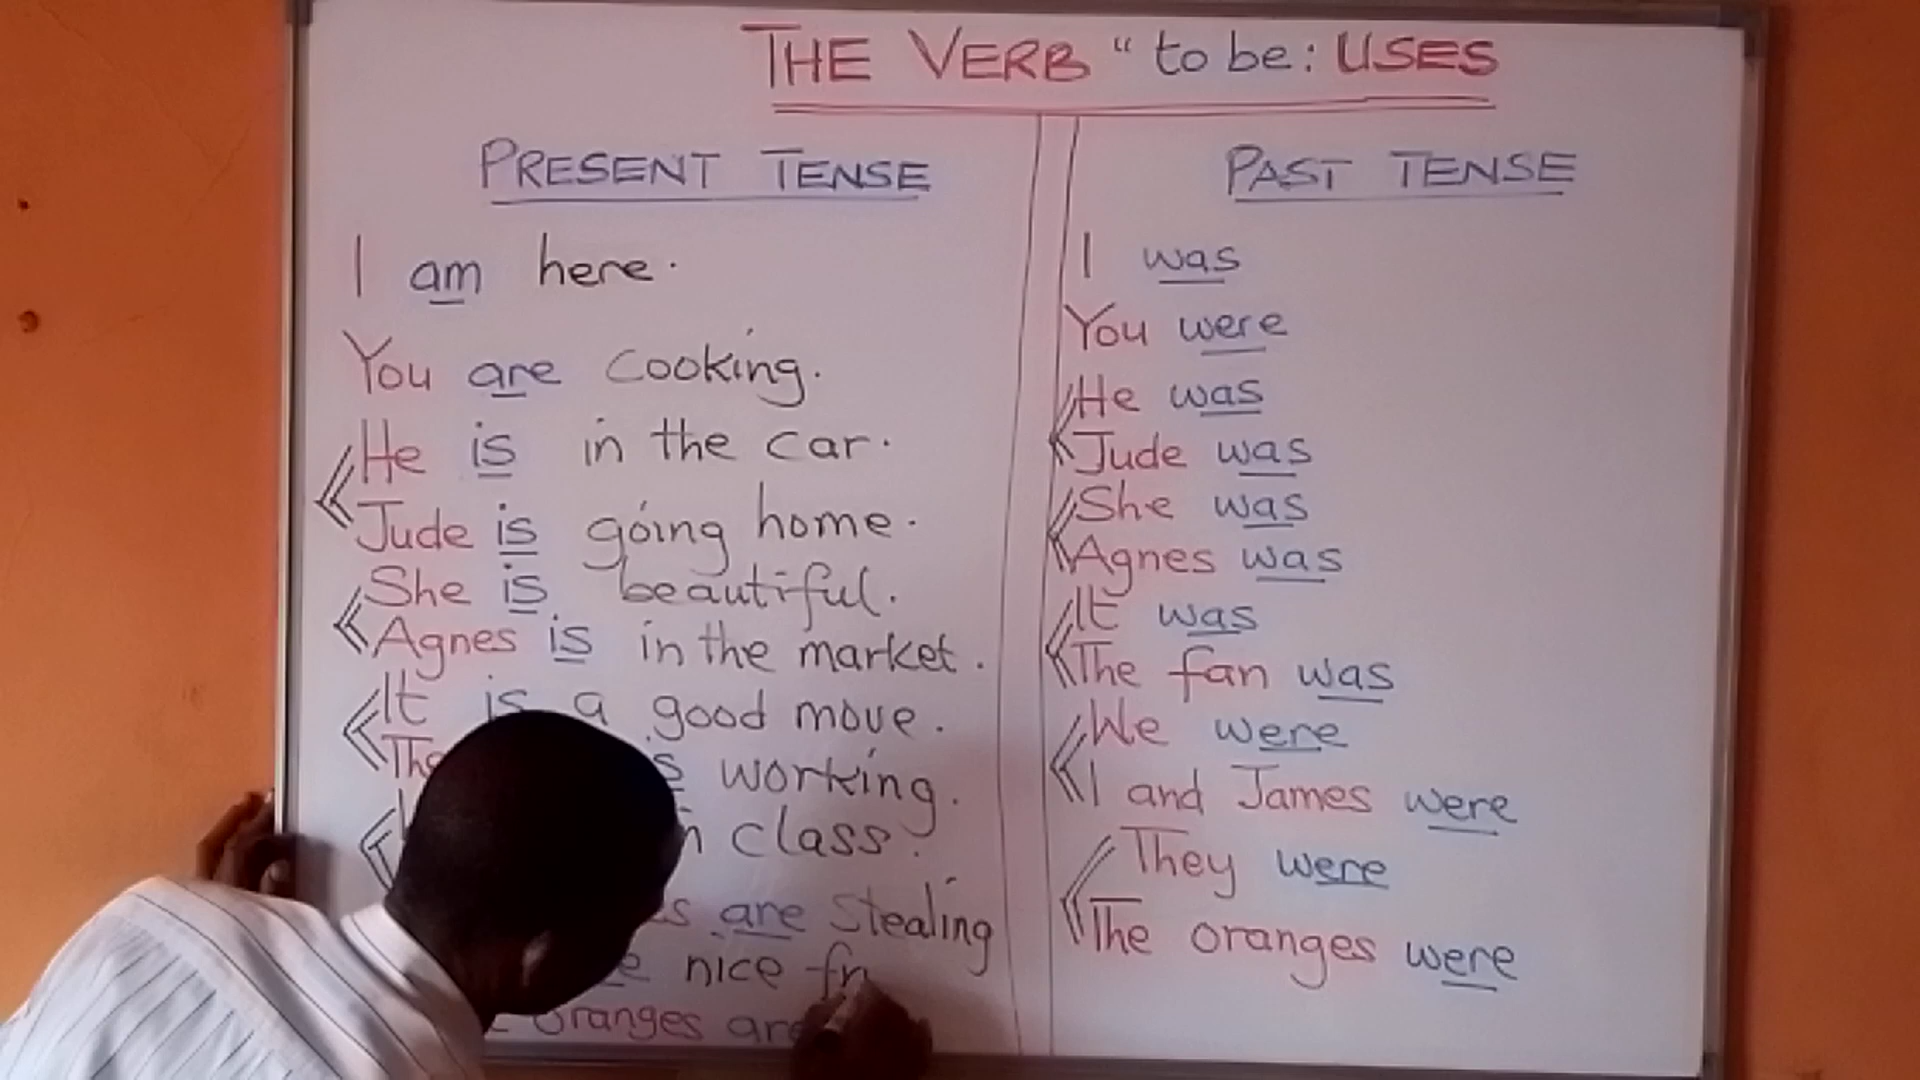 THE VERB "to be: USES
PRESENT TENSE
I am here.
You are cooking.
He is in the car.
Jude is going home.
She is beautiful.
Agnes is in the market.
It is a good move.
working.
class.
are stealing
nice
oranges are
PAST TENSE
I was
You were
He was
Jude was
She was
Agnes was
It was
The fan was
We were
I and James were
They were
The oranges were